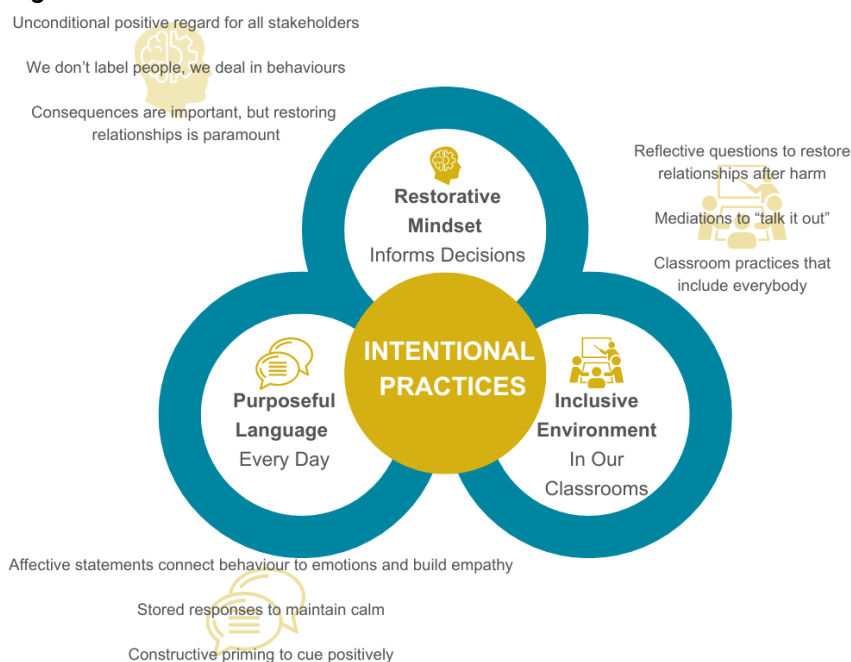 Unconditional positive regard for all stakeholders
We don't label people, we deal in behaviours
Consequences are important, but restoring
relationships is paramount
Reflective questions to restore
relationships after harm
Mediations to “talk it out”
Classroom practices that
include everybody
Restorative
Mindset
Informs Decisions
INTENTIONAL
PRACTICES
Purposeful
Language
Every Day
Inclusive
Environment
In Our
Classrooms
Affective statements connect behaviour to emotions and build empathy
Stored responses to maintain calm
Constructive priming to cue positively